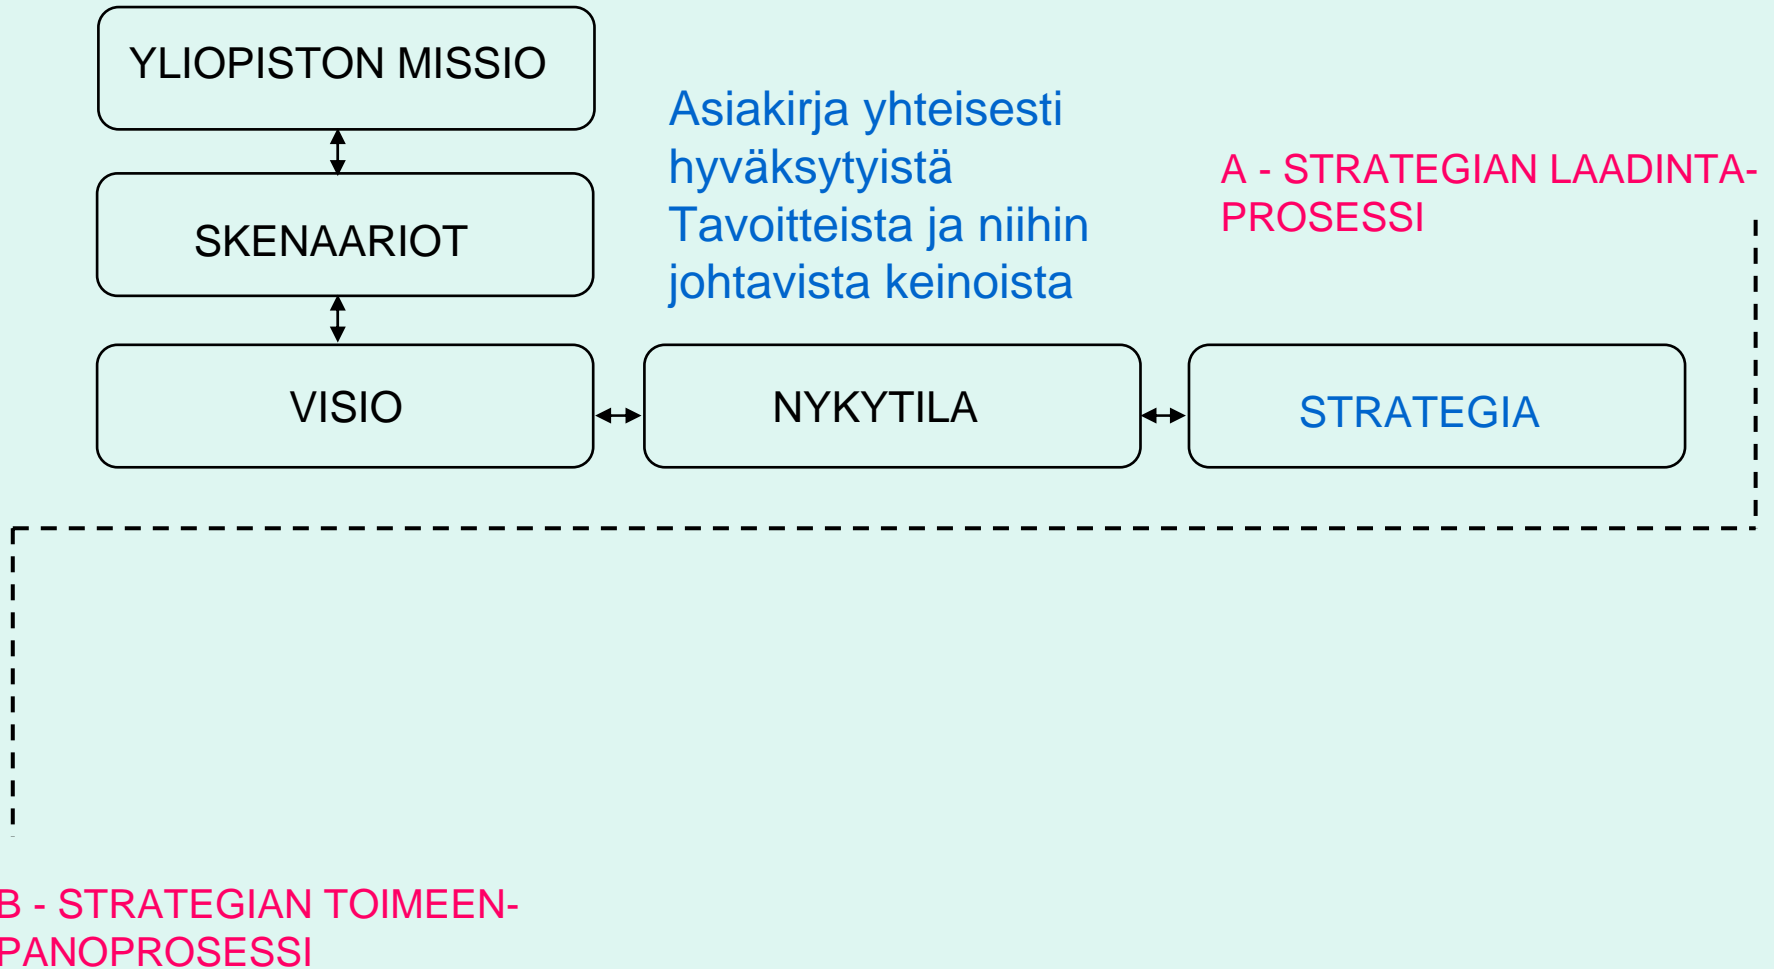 YLIOPISTON MISSIO
Asiakirja yhteisesti
hyväksytyistä
Tavoitteista ja niihin
johtavista keinoista
A - STRATEGIAN LAADINTA-
PROSESSI
SKENAARIOT
VISIO
NYKYTILA
STRATEGIA
B - STRATEGIAN TOIMEEN-
PANOPROSESSI